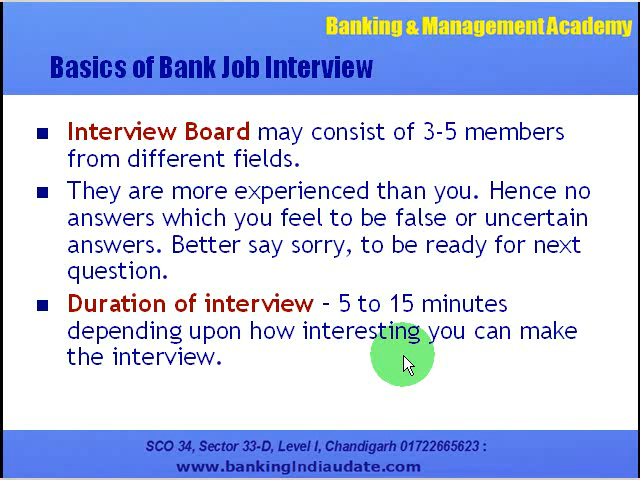 Banking & Management Academy
Basics of Bank Job Interview
Interview Board may consist of 3-5 members
from different fields.
They are more experienced than you. Hence no
answers which you feel to be false or uncertain
answers. Better say sorry, to be ready for next
question.
Duration of interview – 5 to 15 minutes
depending upon how interesting you can make
the interview.
SCO 34, Sector 33-D, Level I, Chandigarh 01722665623 :
www.bankingIndiaudate.com